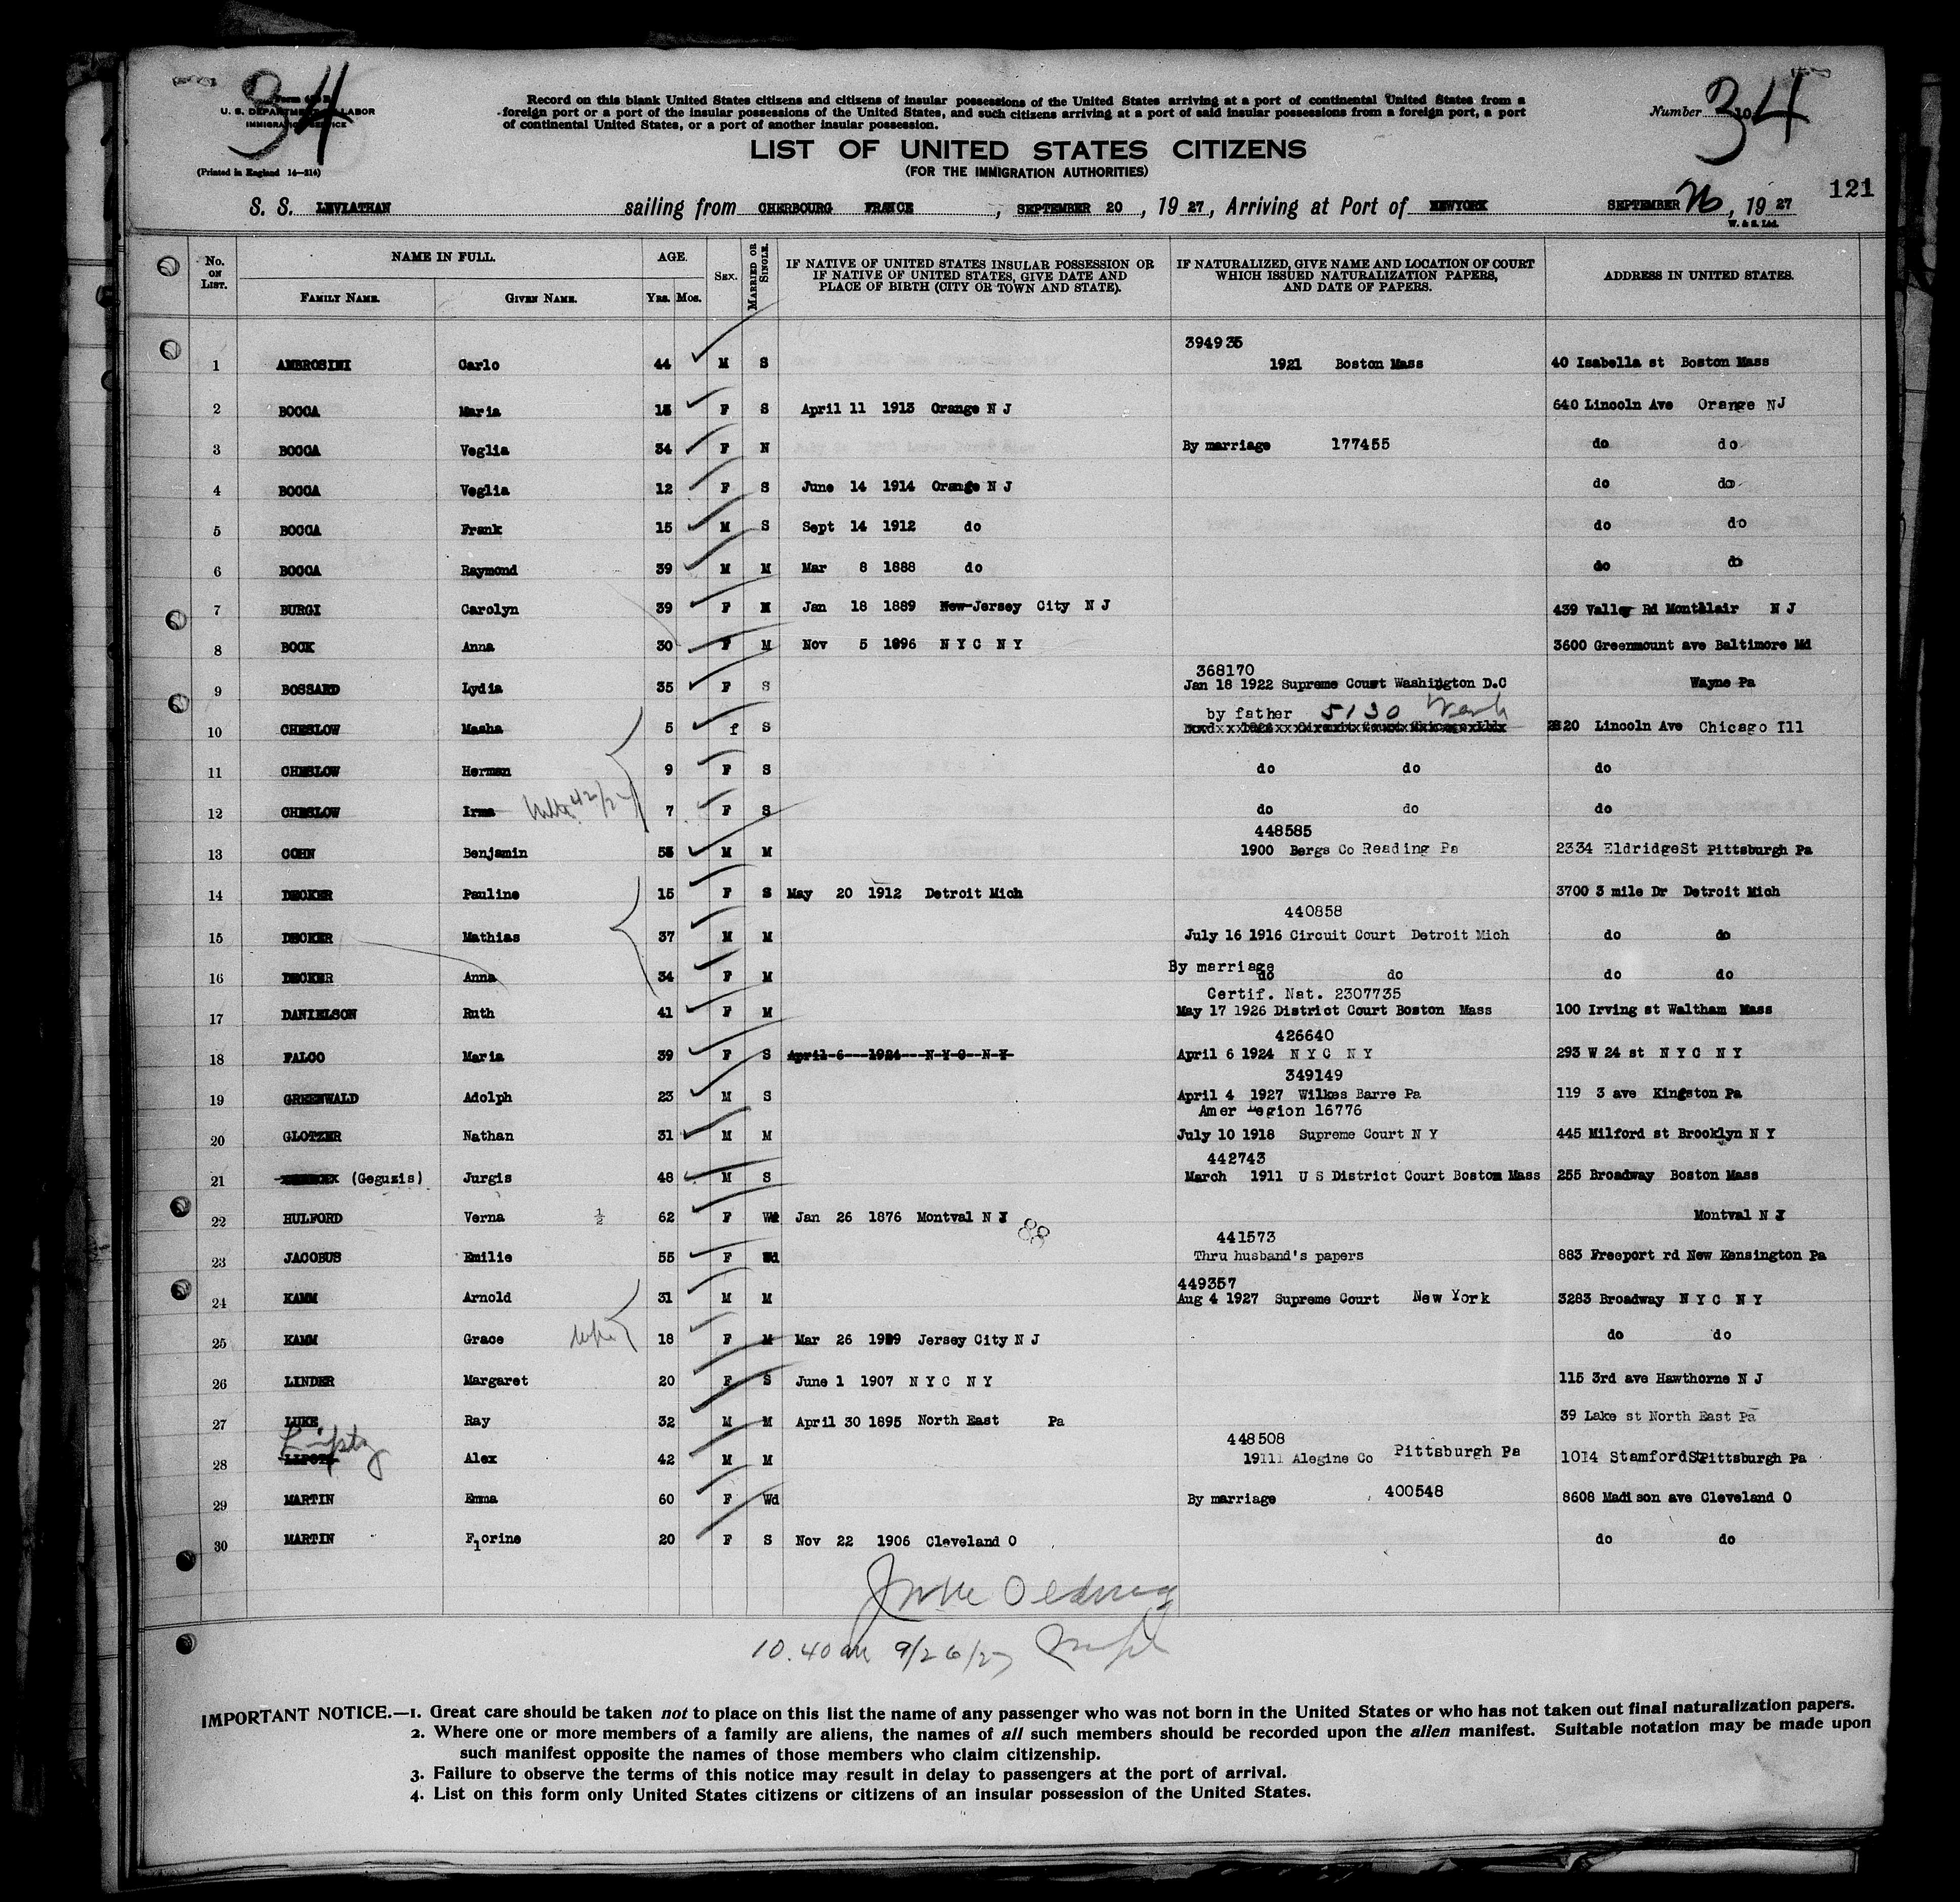 34
Form 630 B
U. S. DEPARTMENT OF LABOR
IMMIGRATION SERVICE
(Printed in England 14—214)
Record on this blank United States citizens and citizens of insular possessions of the United States arriving at a port of continental United States from a
foreign port or a port of the insular possessions of the United States, and such citizens arriving at a port of said insular possessions from a foreign port, a port
of continental United States, or a port of another insular possession.
Number 34
LIST OF UNITED STATES CITIZENS
(FOR THE IMMIGRATION AUTHORITIES)
121
S. S. LEVIATHAN sailing from CHERBOURG FRANCE, SEPTEMBER 20, 1927, Arriving at Port of NEWYORK SEPTEMBER 26, 1927
W. & S. Ltd.
No. ON LIST. NAME IN FULL. FAMILY NAME. GIVEN NAME. AGE. Yrs. Mos. SEX. MARRIED OR SINGLE. IF NATIVE OF UNITED STATES INSULAR POSSESSION OR IF NATIVE OF UNITED STATES, GIVE DATE AND PLACE OF BIRTH (CITY OR TOWN AND STATE). IF NATURALIZED, GIVE NAME AND LOCATION OF COURT WHICH ISSUED NATURALIZATION PAPERS, AND DATE OF PAPERS. ADDRESS IN UNITED STATES.
394935
1 AMBROSINI Carlo 44 M S 1921 Boston Mass 40 Isabella st Boston Mass
2 BOCCA Maria 13 F S April 11 1913 Orange N J 640 Lincoln Ave Orange NJ
3 BOCCA Veglia 34 F N By marriage 177455 do do
4 BOCCA Veglia 12 F S June 14 1914 Orange N J do do
5 BOCCA Frank 15 M S Sept 14 1912 do do do
6 BOCCA Raymond 39 M M Mar 8 1888 do do do
7 BURGI Carolyn 39 F M Jan 18 1889 New Jersey City N J 439 Valley Rd Montclair N J
8 BOCK Anna 30 F M Nov 5 1896 N Y C N Y 3600 Greenmount ave Baltimore Md
368170
9 BOSSARD Lydia 35 F S Jan 18 1922 Supreme Court Washington D.C Wayne Pa
by father 5130 Wash
10 CHESLOW Masha 5 f S 2820 Lincoln Ave Chicago Ill
11 CHESLOW Herman 9 F S do do do
12 CHESLOW Irma 7 F S do do do
448585
13 COHN Benjamin 53 M M 1900 Bergs Co Reading Pa 2334 EldridgeSt Pittsburgh Pa
14 DECKER Pauline 15 F S May 20 1912 Detroit Mich 3700 3 mile Dr Detroit Mich
440858
15 DECKER Mathias 37 M M July 16 1916 Circuit Court Detroit Mich do do
By marriage
16 DECKER Anna 34 F M do do do do
Certif. Nat. 2307735
17 DANIELSON Ruth 41 F M May 17 1926 District Court Boston Mass 100 Irving st Waltham Mass
426640
18 FALCO Maria 39 F S April 6 1924 N Y C N Y April 6 1924 N Y C N Y 293 W 24 st N Y C N Y
349149
19 GREENWALD Adolph 23 M S April 4 1927 Wilkes Barre Pa 119 3 ave Kingston Pa
Amer Legion 16776
20 GLOTZER Nathan 31 M M July 10 1918 Supreme Court N Y 445 Milford st Brooklyn N Y
442743
21 (Geguzis) Jurgis 48 M S March 1911 U S District Court Boston Mass 255 Broadway Boston Mass
22 HULFORD Verna ½ 62 F Wd Jan 26 1876 Montval N J Montval N J
441573
23 JACOBUS Emilie 55 F Wd Thru husband's papers 883 Freeport rd New Kensington Pa
449357
24 KAMM Arnold 31 M M Aug 4 1927 Supreme Court New York 3283 Broadway N Y C N Y
25 KAMM Grace wife 18 F M Mar 26 1909 Jersey City N J do do
26 LINDER Margaret 20 F S June 1 1907 N Y C N Y 115 3rd ave Hawthorne N J
27 LUKE Ray 32 M M April 30 1895 North East Pa 39 Lake st North East Pa
Lipsty 448508
28 Alex 42 M M 19111 Alegine Co Pittsburgh Pa 1014 StamfordStPittsburgh Pa
29 MARTIN Emma 60 F Wd By marriage 400548 8608 Madison ave Cleveland O
30 MARTIN Florine 20 F S Nov 22 1906 Cleveland O do do
10.40 am 9/26/27
IMPORTANT NOTICE.—1. Great care should be taken not to place on this list the name of any passenger who was not born in the United States or who has not taken out final naturalization papers.
2. Where one or more members of a family are aliens, the names of all such members should be recorded upon the alien manifest. Suitable notation may be made upon
such manifest opposite the names of those members who claim citizenship.
3. Failure to observe the terms of this notice may result in delay to passengers at the port of arrival.
4. List on this form only United States citizens or citizens of an insular possession of the United States.